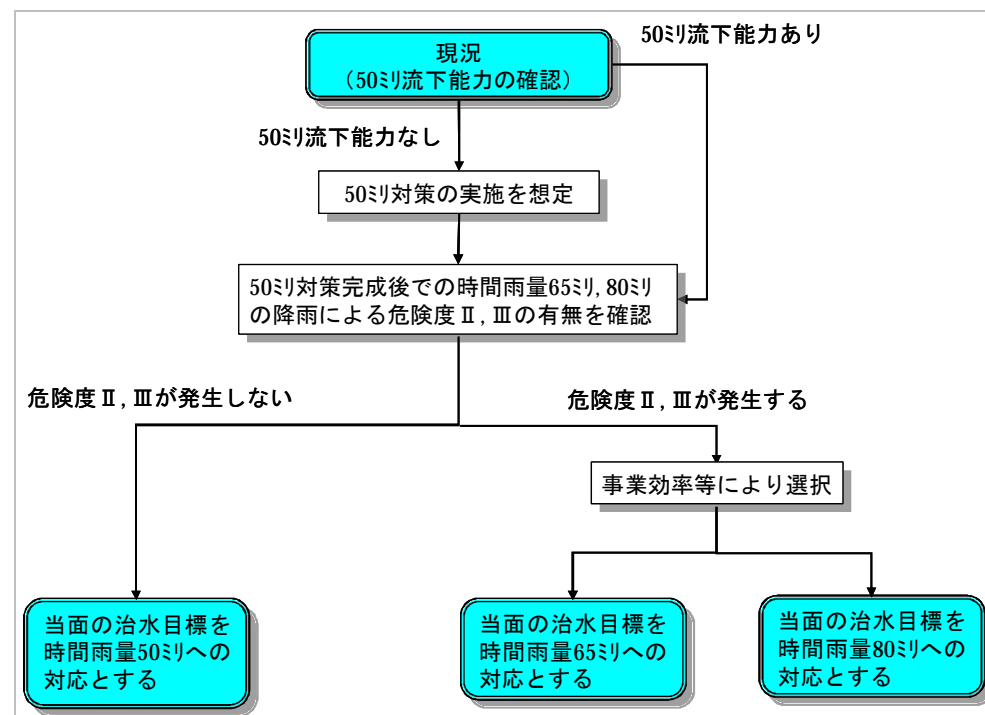 50ﾐﾘ流下能力あり
現況
(50ﾐﾘ流下能力の確認)
50ﾐﾘ流下能力なし
50ﾐﾘ対策の実施を想定
50ﾐﾘ対策完成後での時間雨量65ﾐﾘ,80ﾐﾘ
の降雨による危険度Ⅱ,Ⅲの有無を確認
危険度Ⅱ,Ⅲが発生しない
危険度Ⅱ,Ⅲが発生する
事業効率等により選択
当面の治水目標を
時間雨量50ﾐﾘへの
対応とする
当面の治水目標を
時間雨量65ﾐﾘへの
対応とする
当面の治水目標を
時間雨量80ﾐﾘへの
対応とする